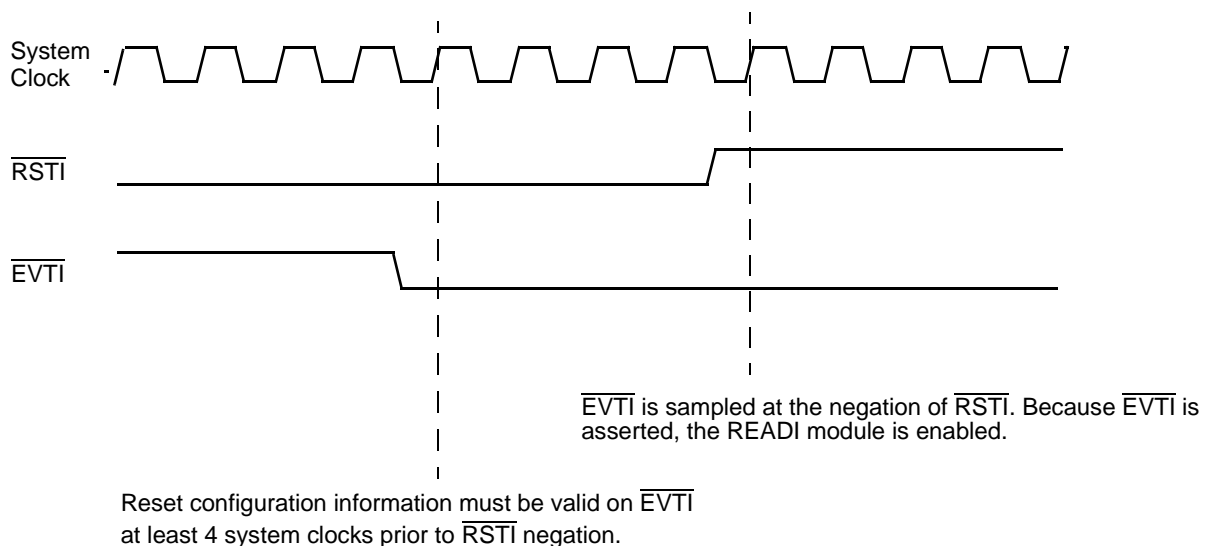 System
Clock
RSTI
EVTI
EVTI is sampled at the negation of RSTI. Because EVTI is
asserted, the READI module is enabled.
Reset configuration information must be valid on EVTI
at least 4 system clocks prior to RSTI negation.